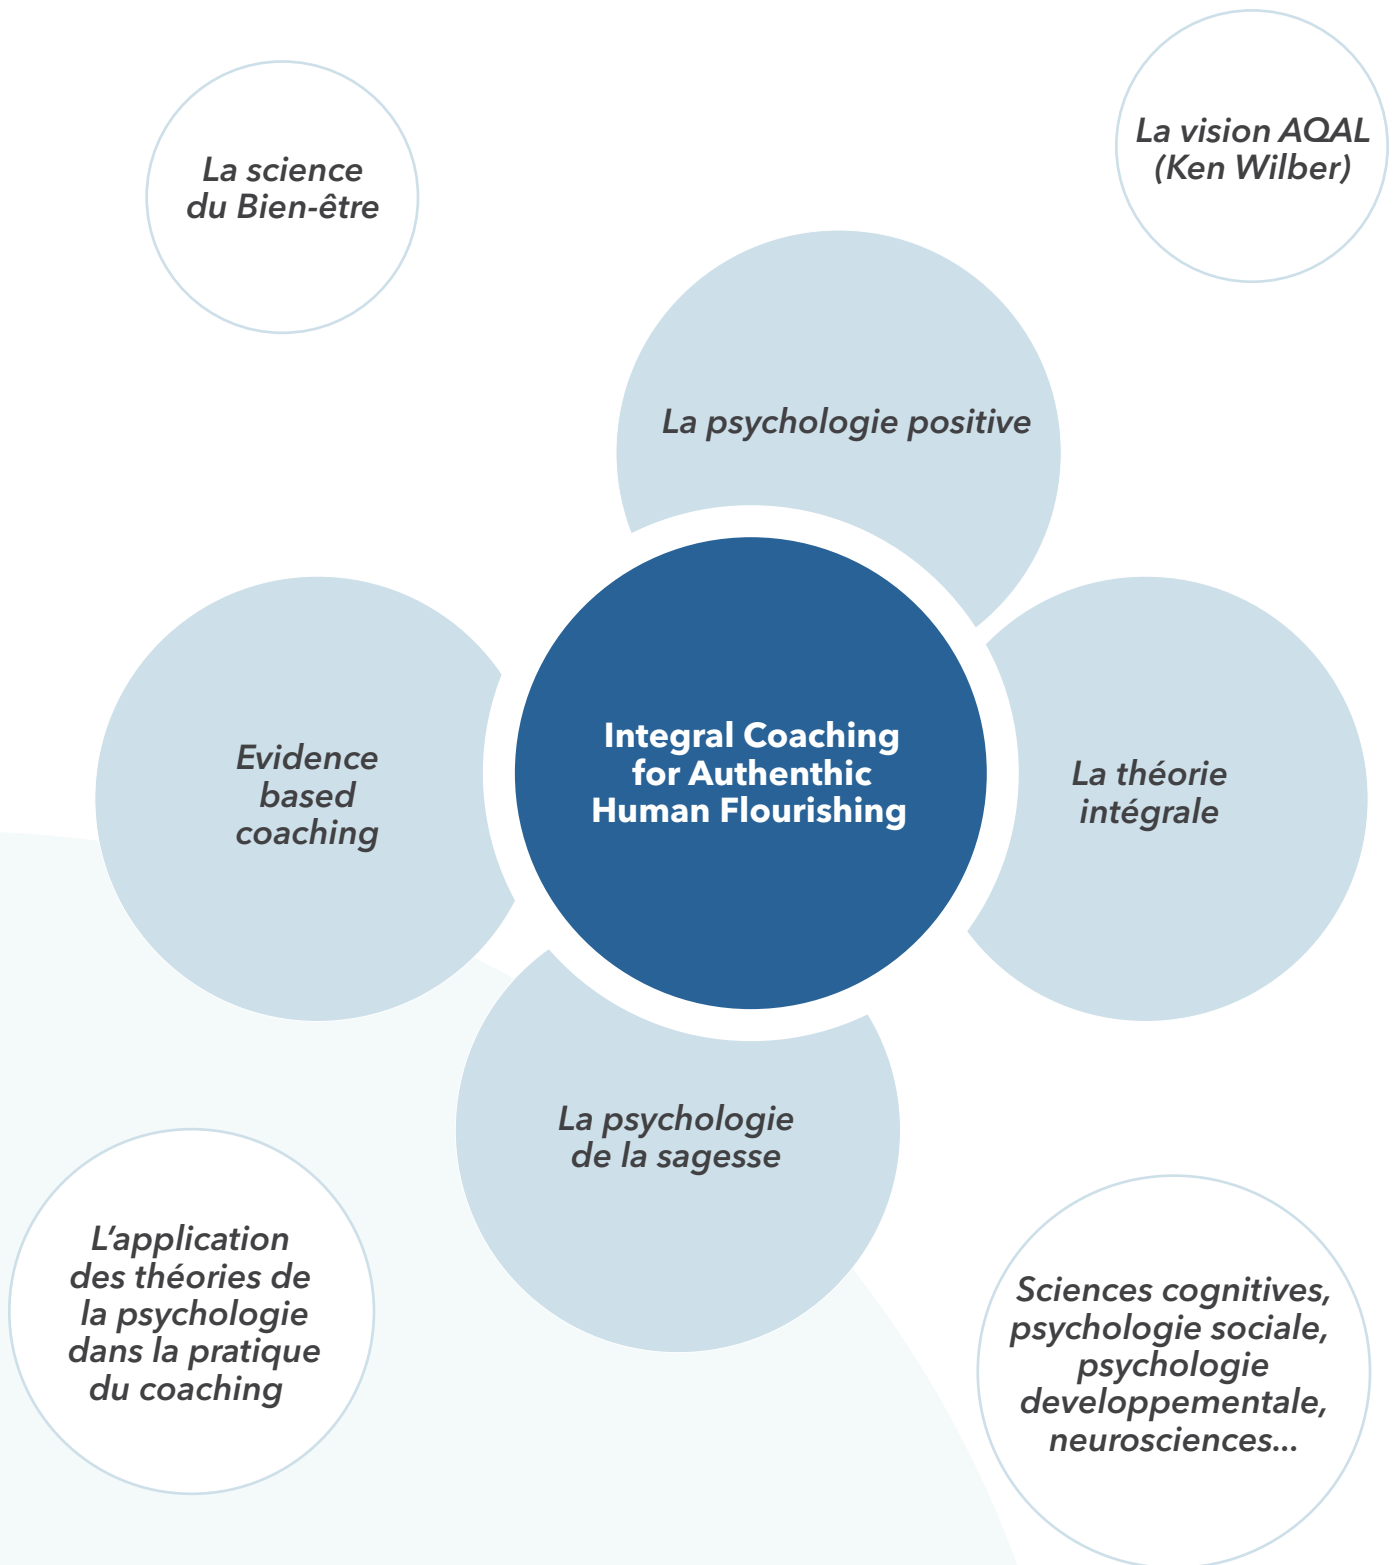 La science
du Bien-être
La vision AQAL
(Ken Wilber)
La psychologie positive
Evidence
based
coaching
Integral Coaching
for Authenthic
Human Flourishing
La théorie
intégrale
La psychologie
de la sagesse
L’application
des théories de
la psychologie
dans la pratique
du coaching
Sciences cognitives,
psychologie sociale,
psychologie
developpementale,
neurosciences...